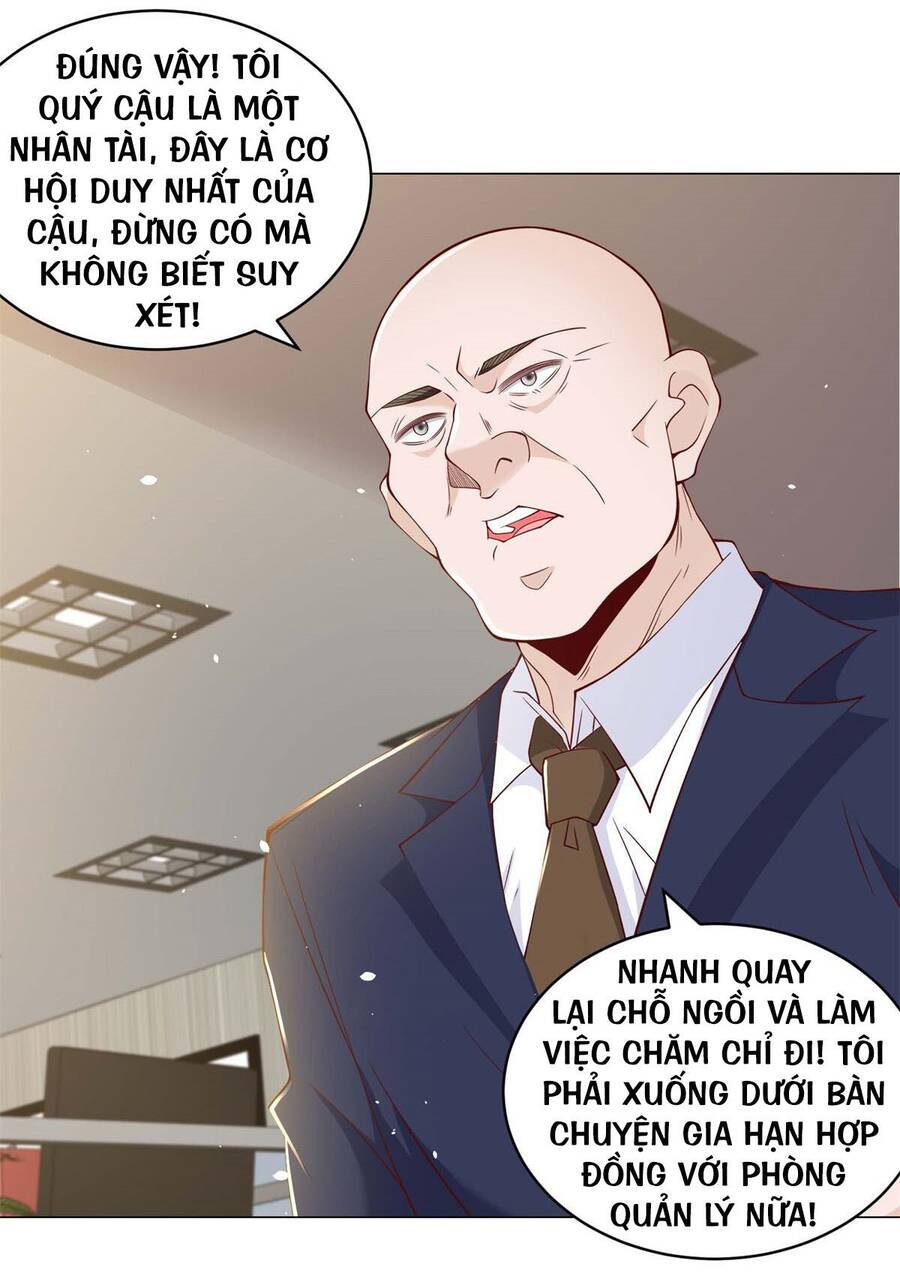 ĐÚNG VẬY! TÔI
QUÝ CẬU LÀ MỘT
NHÂN TÀI, ĐÂY LÀ CƠ
HỘI DUY NHẤT CỦA
CẬU, ĐỪNG CÓ MÀ
KHÔNG BIẾT SUY
XÉT!
NHANH QUAY
LẠI CHỖ NGỒI VÀ LÀM
VIỆC CHĂM CHỈ ĐI! TÔI
PHẢI XUỐNG DƯỚI BÀN
CHUYỆN GIA HẠN HỢP
ĐỒNG VỚI PHÒNG
QUẢN LÝ NỮA!